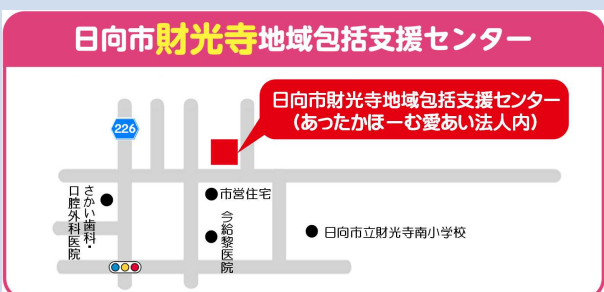 日向市財光寺地域包括支援センター
日向市財光寺地域包括支援センター
（あったかほーむ愛あい法人内）
226
さかい歯科・
口腔外科医院
市営住宅
今給黎医院
日向市立財光寺南小学校